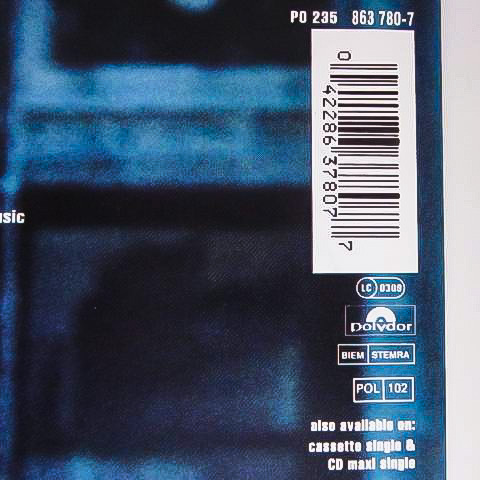 PO 235 863 780-7
0 42286 37807 7
usic
LC 0309
polydor
BIEM STEMRA
POL 102
also available on:
cassette single &
CD maxi single